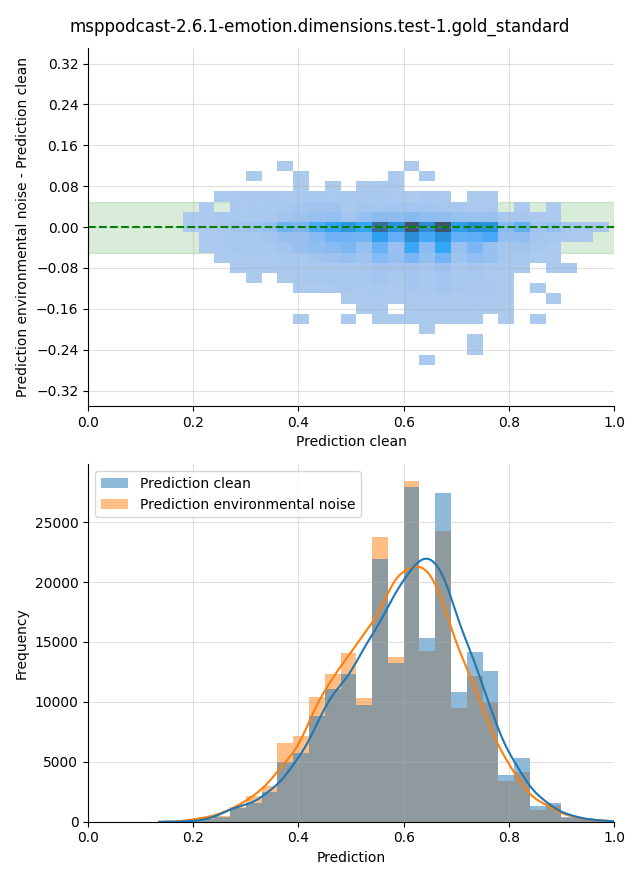 msppodcast-2.6.1-emotion.dimensions.test-1.gold_standard
Prediction environmental noise - Prediction clean
0.32
0.24
0.16
0.08
0.00
−0.08
−0.16
−0.24
−0.32
0.0 0.2 0.4 0.6 0.8 1.0
Prediction clean
Prediction clean
Prediction environmental noise
Frequency
25000
20000
15000
10000
5000
0
0.0 0.2 0.4 0.6 0.8 1.0
Prediction